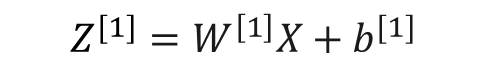 Z^[1] = W^[1]X + b^[1]